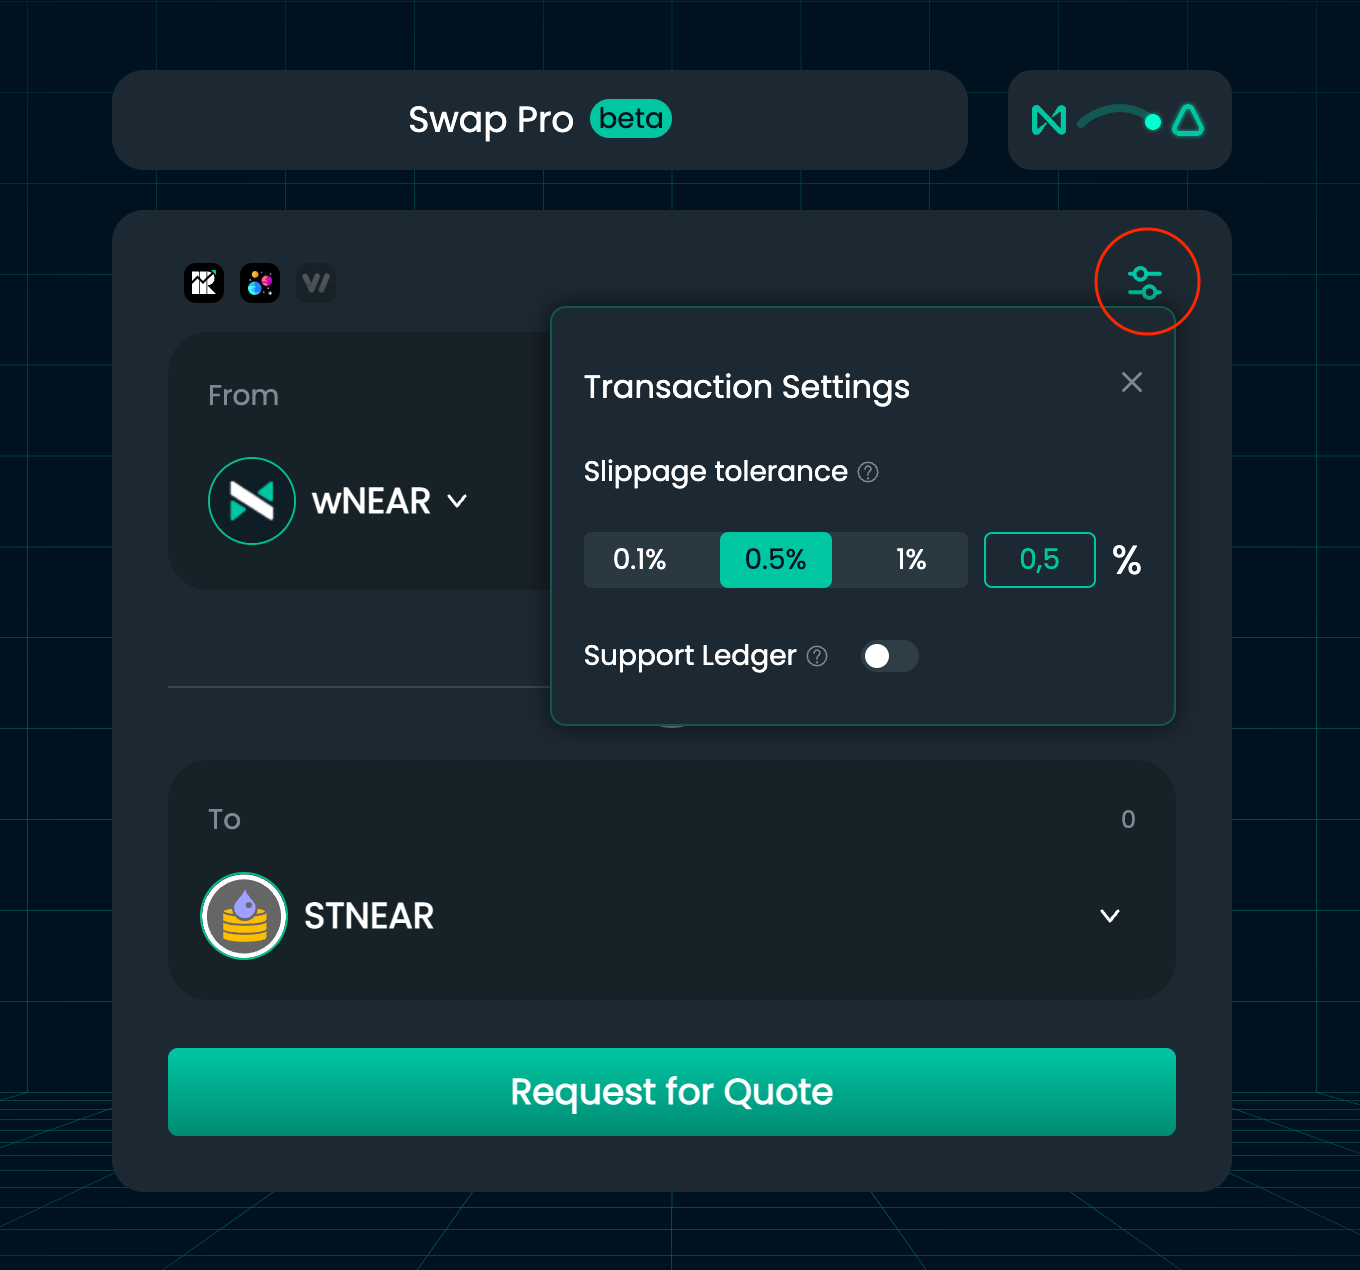 Swap Pro beta
From
wNEAR
Transaction Settings
Slippage tolerance ?
0.1% 0.5% 1% 0,5 %
Support Ledger ?
To 0
STNEAR
Request for Quote